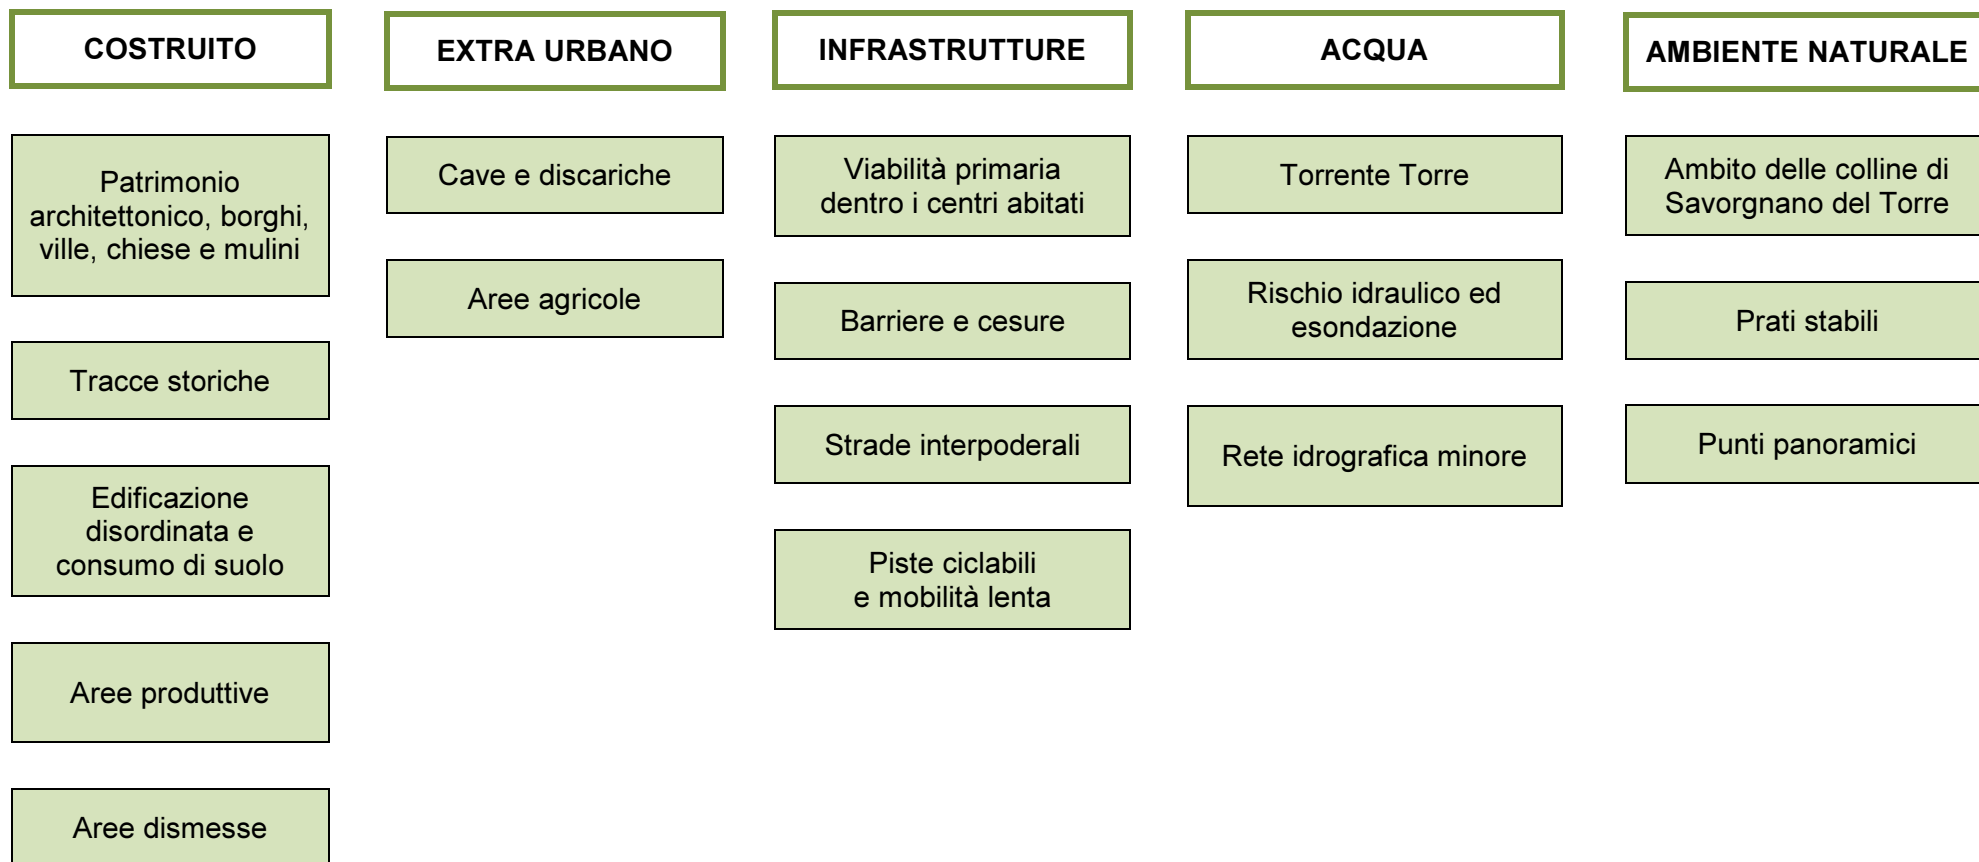 COSTRUITO
Patrimonio
architettonico, borghi,
ville, chiese e mulini
Tracce storiche
Edificazione
disordinata e
consumo di suolo
Aree produttive
Aree dismesse
EXTRA URBANO
Cave e discariche
Aree agricole
INFRASTRUTTURE
Viabilità primaria
dentro i centri abitati
Barriere e cesure
Strade interpoderali
Piste ciclabili
e mobilità lenta
ACQUA
Torrente Torre
Rischio idraulico ed
esondazione
Rete idrografica minore
AMBIENTE NATURALE
Ambito delle colline di
Savorgnano del Torre
Prati stabili
Punti panoramici